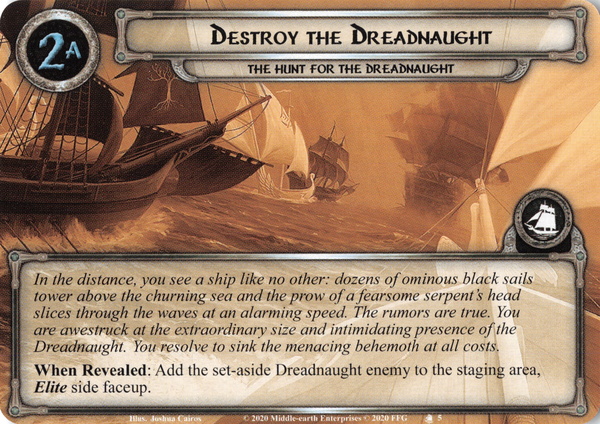 2A
Destroy the Dreadnaught
The Hunt for the Dreadnaught
In the distance, you see a ship like no other: dozens of ominous black sails
tower above the churning sea and the prow of a fearsome serpent's head
slices through the waves at an alarming speed. The rumors are true. You
are awestruck at the extraordinary size and intimidating presence of the
Dreadnaught. You resolve to sink the menacing behemoth at all costs.
When Revealed: Add the set-aside Dreadnaught enemy to the staging area,
Elite side faceup.
Illus. Joshua Cairos © 2020 Middle-earth Enterprises © 2020 FFG 5